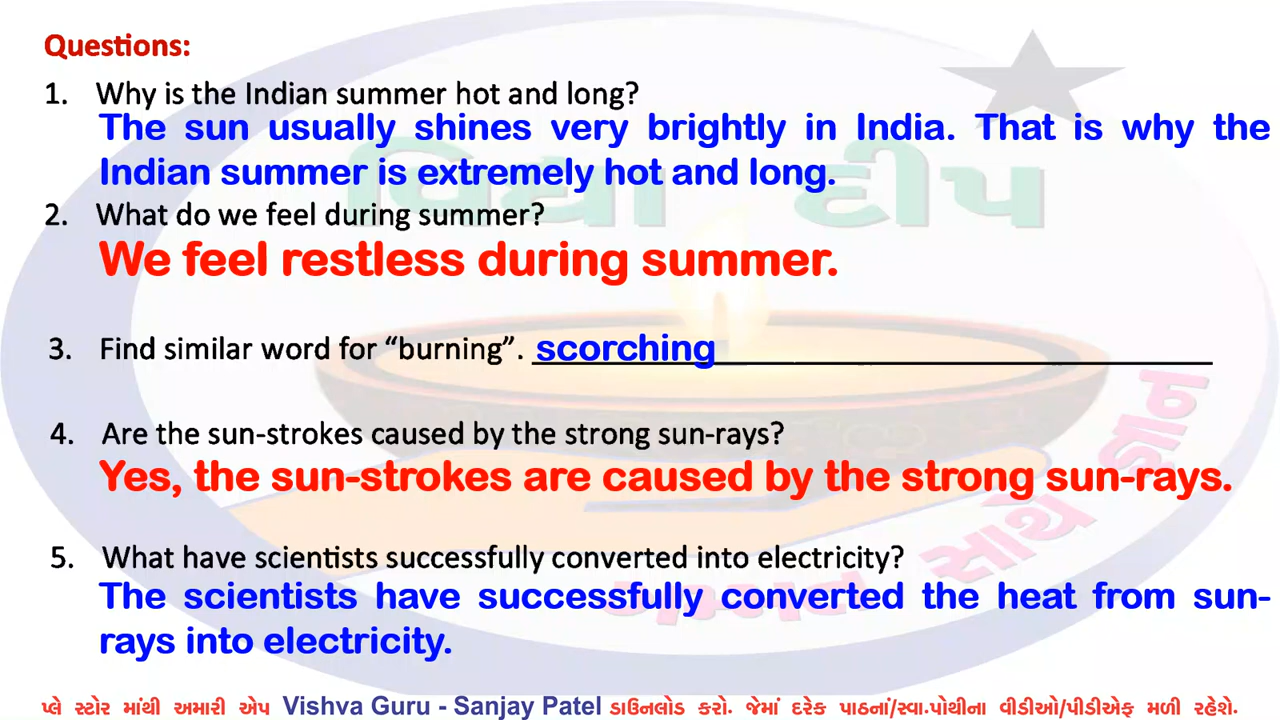 Questions:
1. Why is the Indian summer hot and long?
The sun usually shines very brightly in India. That is why the
Indian summer is extremely hot and long.
વિદ્યા દીપ
2. What do we feel during summer?
We feel restless during summer.
3. Find similar word for “burning”. scorching
4. Are the sun-strokes caused by the strong sun-rays?
Yes, the sun-strokes are caused by the strong sun-rays.
ગમ્મત સાથે જ્ઞાન
5. What have scientists successfully converted into electricity?
The scientists have successfully converted the heat from sun-
rays into electricity.
પ્લે સ્ટોર માંથી અમારી એપ Vishva Guru - Sanjay Patel ડાઉનલોડ કરો. જેમાં દરેક પાઠનાં/સ્વા.પોથીના વીડીઓ/પીડીએફ મળી રહેશે.